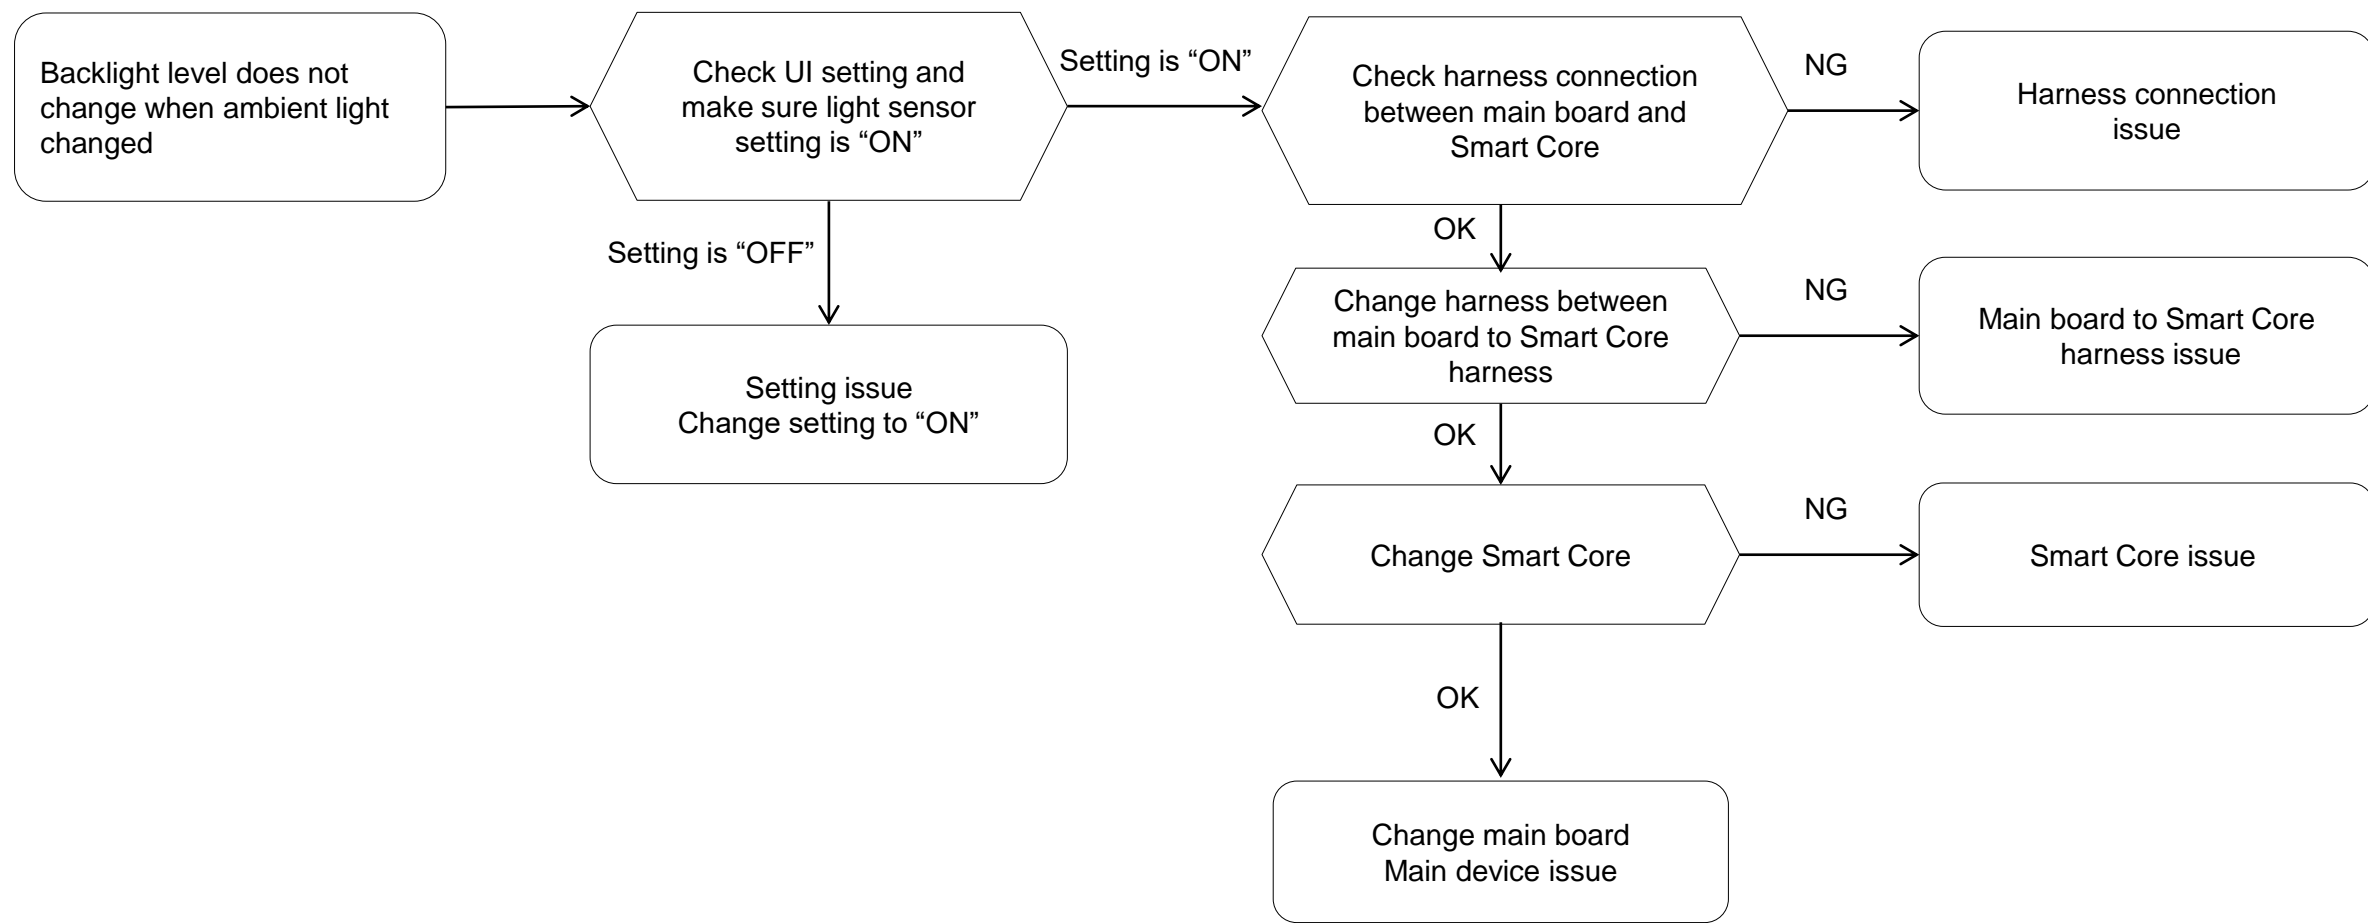 Backlight level does not
change when ambient light
changed
Check UI setting and
make sure light sensor
setting is “ON”
Setting is “ON”
Check harness connection
between main board and
Smart Core
NG
Harness connection
issue
Setting is “OFF”
OK
Setting issue
Change setting to “ON”
Change harness between
main board to Smart Core
harness
NG
Main board to Smart Core
harness issue
OK
Change Smart Core
NG
Smart Core issue
OK
Change main board
Main device issue